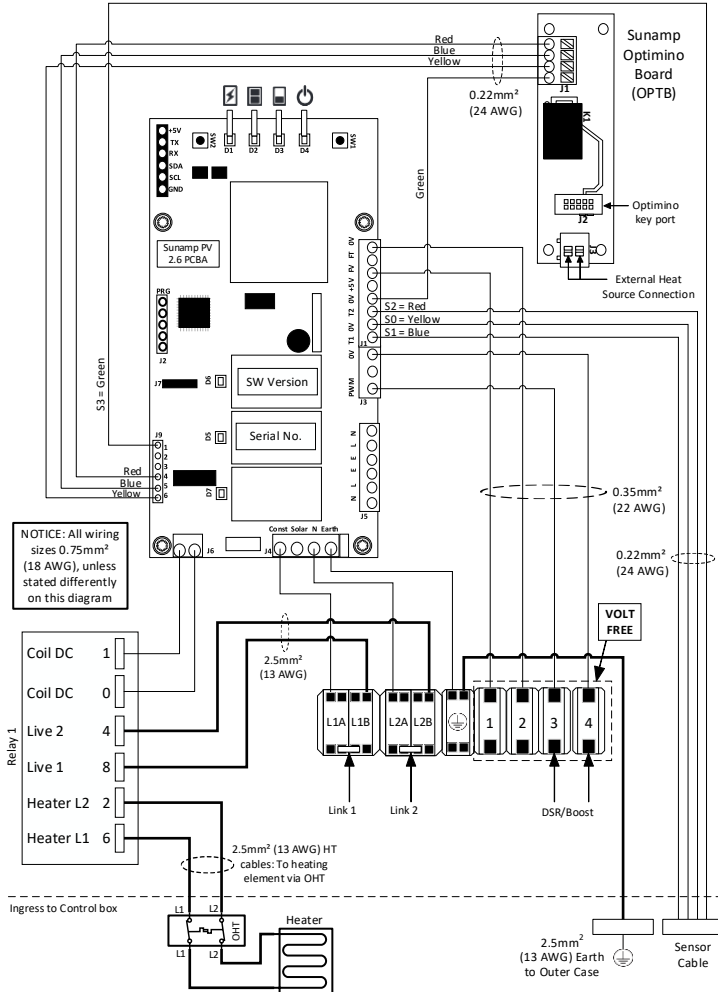 Red
Blue
Yellow
0.22mm²
(24 AWG)
J1
Sunamp
Optimino
Board
(OPTB)
K1
J2
Optimino
key port
J3
External Heat
Source Connection
Green
+5V
TX
RX
SDA
SCL
GND
SW2
D1
D2
D3
D4
SW1
Sunamp PV
2.6 PCBA
PRG
J2
J7
D6
SW Version
D5
Serial No.
D7
0V
FT
PV
+5V
0V
T2
0V
T1
J1
0V
PWM
J3
S2 = Red
S0 = Yellow
S1 = Blue
N
L
E
E
L
N
J5
S3 = Green
J9
1
2
3
4
5
6
Red
Blue
Yellow
J6
Const Solar N Earth
J4
0.35mm²
(22 AWG)
0.22mm²
(24 AWG)
NOTICE: All wiring
sizes 0.75mm²
(18 AWG), unless
stated differently
on this diagram
VOLT
FREE
2.5mm²
(13 AWG)
Relay 1
Coil DC 1
Coil DC 0
Live 2 4
Live 1 8
Heater L2 2
Heater L1 6
L1A L1B L2A L2B 1 2 3 4
Link 1
Link 2
DSR/Boost
2.5mm² (13 AWG) HT
cables: To heating
element via OHT
Ingress to Control box
L1 L2
OHT
L1 L2
Heater
2.5mm²
(13 AWG) Earth
to Outer Case
Sensor
Cable